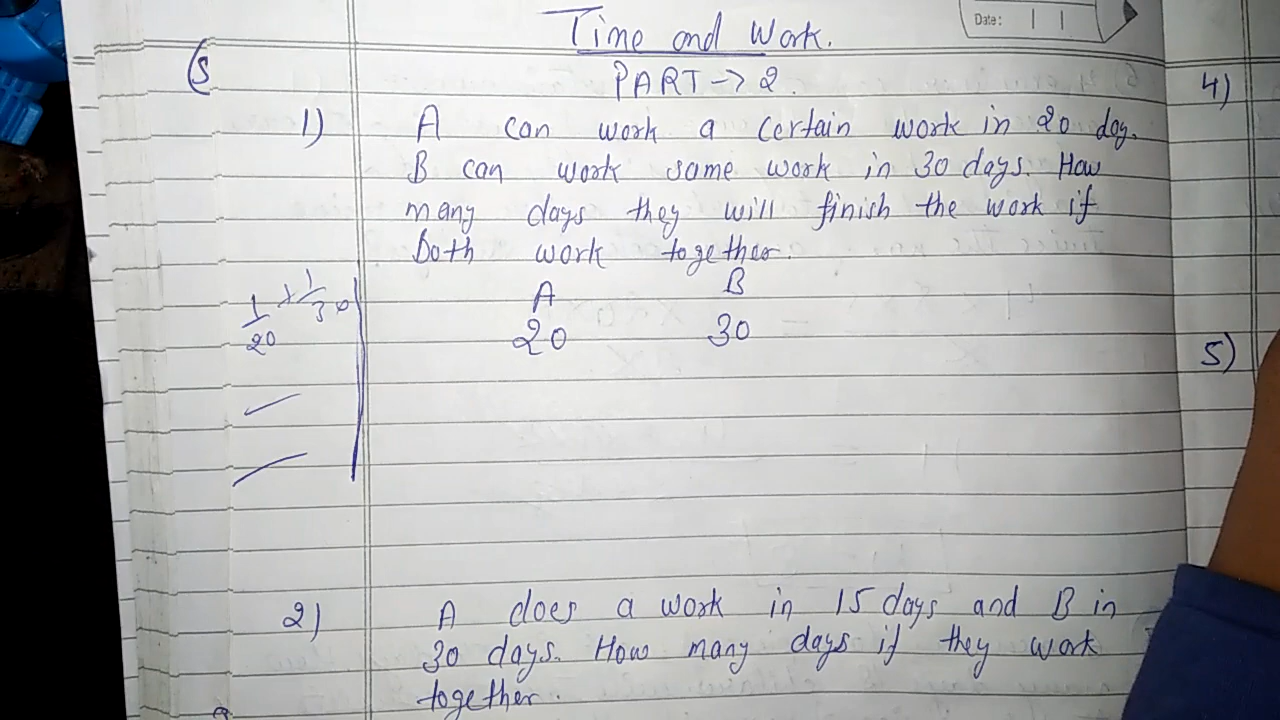 Date:
Time and Work.
PART → 2.
(5
1) A can work a certain work in 20 day.
B can work same work in 30 days. How
many days they will finish the work if
both work together.
A B
20 30
1/20 + 1/30
2) A does a work in 15 days and B in
30 days. How many days if they work
together.
4)
5)